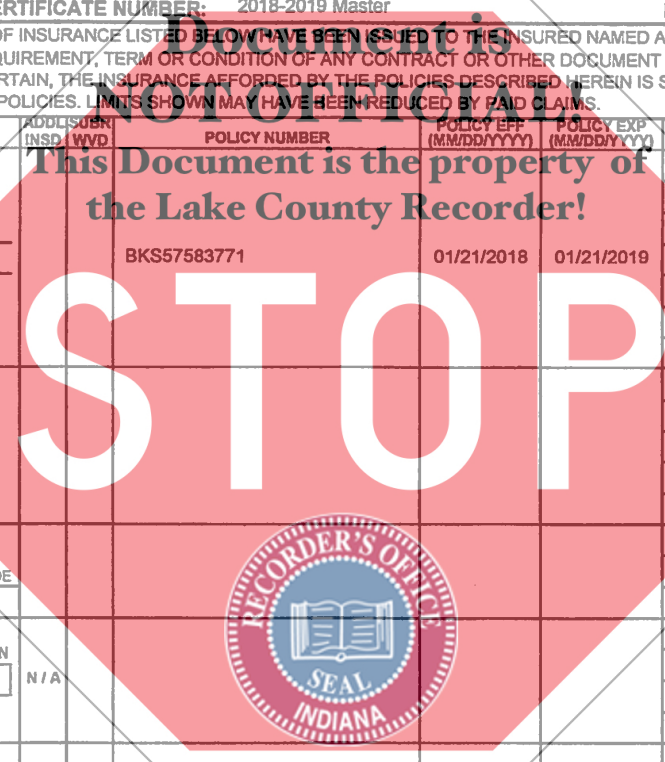 ERTIFICATE NUMBER: 2018-2019 Master
OF INSURANCE LISTED BELOW HAVE BEEN ISSUED TO THE INSURED NAMED A
QUIREMENT, TERM OR CONDITION OF ANY CONTRACT OR OTHER DOCUMENT
RTAIN, THE INSURANCE AFFORDED BY THE POLICIES DESCRIBED HEREIN IS S
POLICIES. LIMITS SHOWN MAY HAVE BEEN REDUCED BY PAID CLAIMS.
Document is
NOT OFFICIAL!
This Document is the property of
the Lake County Recorder!
ADDL SUBR
INSD WVD
POLICY NUMBER
POLICY EFF
(MM/DD/YYYY)
POLICY EXP
(MM/DD/YYYY)
BKS57583771 01/21/2018 01/21/2019
STOP
RECORDER'S OFFICE
SEAL
INDIANA
DE
N
N / A